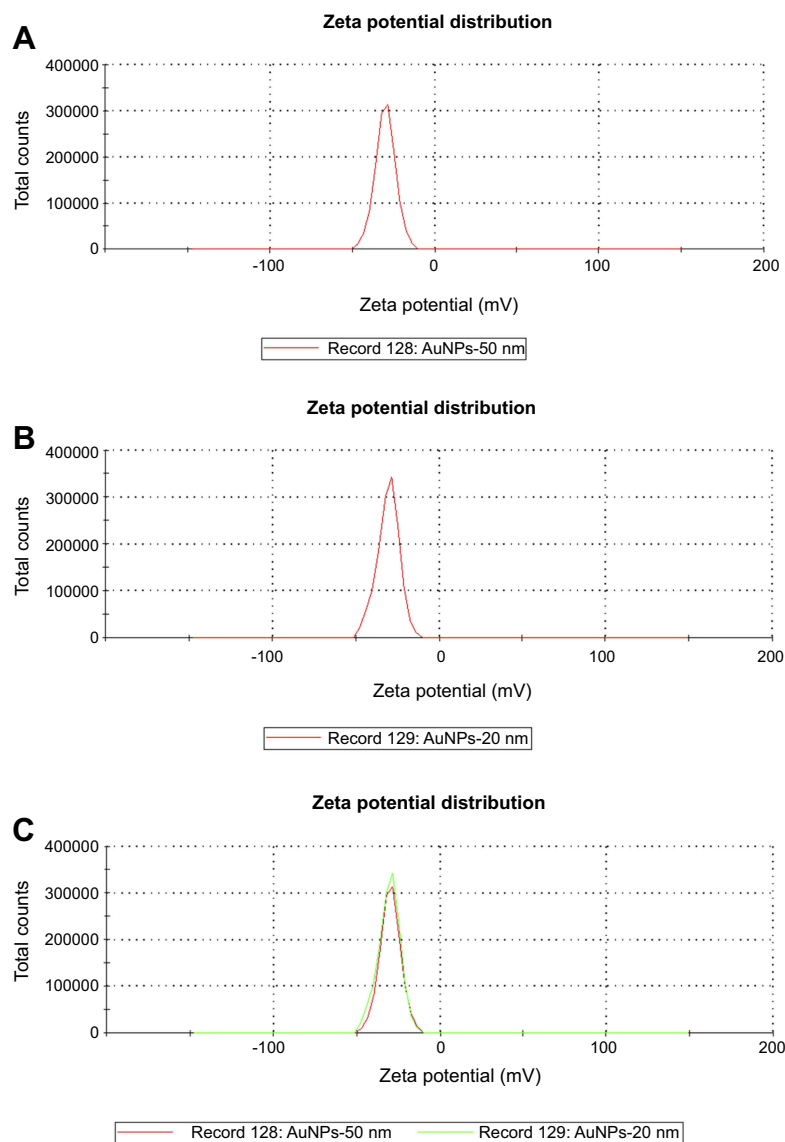 A
Zeta potential distribution
400000
300000
200000
100000
0
Total counts
-100 0 100 200
Zeta potential (mV)
Record 128: AuNPs-50 nm
B
Zeta potential distribution
400000
300000
200000
100000
0
Total counts
-100 0 100 200
Zeta potential (mV)
Record 129: AuNPs-20 nm
C
Zeta potential distribution
400000
300000
200000
100000
0
Total counts
-100 0 100 200
Zeta potential (mV)
Record 128: AuNPs-50 nm Record 129: AuNPs-20 nm